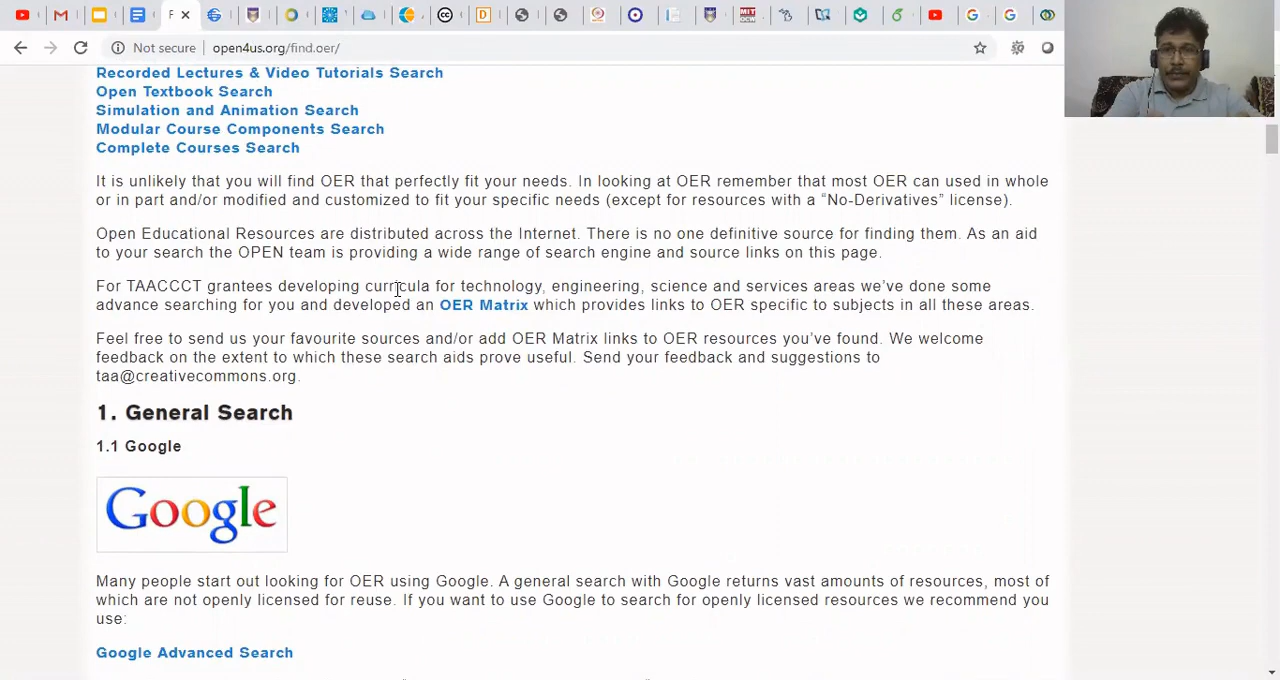 F
Not secure
open4us.org/find.oer/
Recorded Lectures & Video Tutorials Search
Open Textbook Search
Simulation and Animation Search
Modular Course Components Search
Complete Courses Search
It is unlikely that you will find OER that perfectly fit your needs. In looking at OER remember that most OER can used in whole
or in part and/or modified and customized to fit your specific needs (except for resources with a “No-Derivatives” license).
Open Educational Resources are distributed across the Internet. There is no one definitive source for finding them. As an aid
to your search the OPEN team is providing a wide range of search engine and source links on this page.
For TAACCCT grantees developing curricula for technology, engineering, science and services areas we’ve done some
advance searching for you and developed an OER Matrix which provides links to OER specific to subjects in all these areas.
Feel free to send us your favourite sources and/or add OER Matrix links to OER resources you’ve found. We welcome
feedback on the extent to which these search aids prove useful. Send your feedback and suggestions to
taa@creativecommons.org.
1. General Search
1.1 Google
Google
Many people start out looking for OER using Google. A general search with Google returns vast amounts of resources, most of
which are not openly licensed for reuse. If you want to use Google to search for openly licensed resources we recommend you
use:
Google Advanced Search